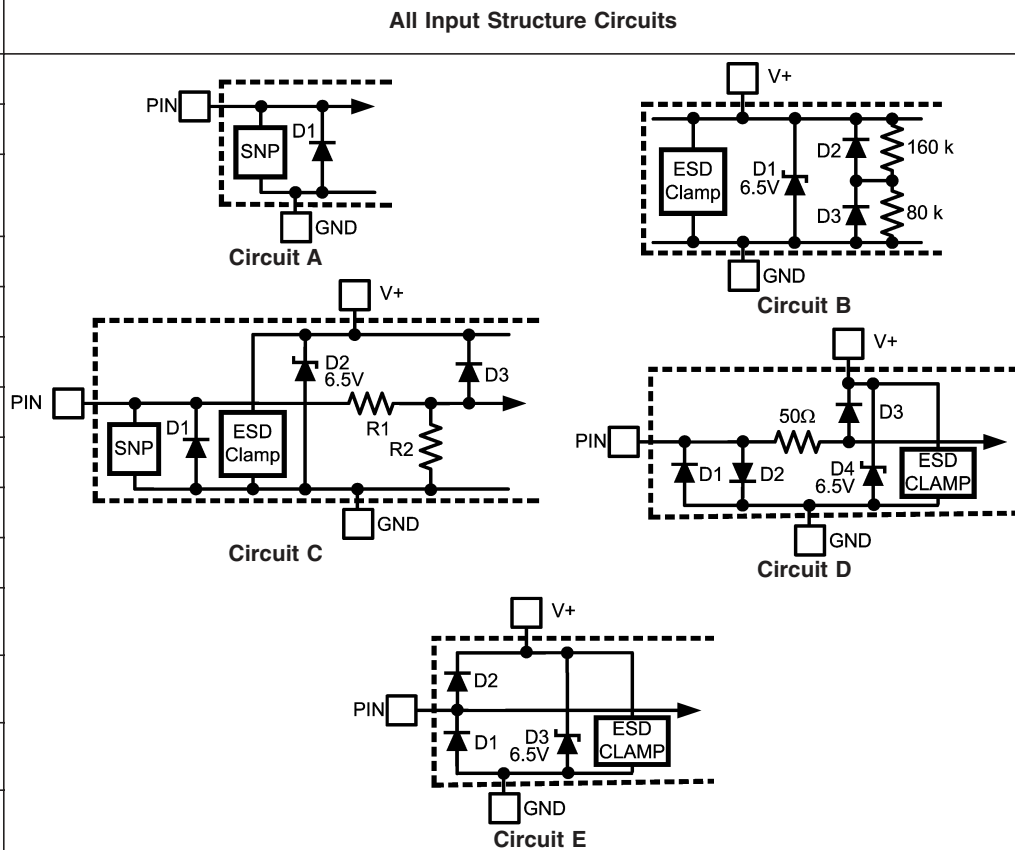 All Input Structure Circuits
PIN
SNP
D1
GND
Circuit A
V+
ESD
Clamp
D1
6.5V
D2
D3
160 k
80 k
GND
Circuit B
V+
PIN
SNP
D1
ESD
Clamp
D2
6.5V
R1
R2
D3
GND
Circuit C
V+
PIN
D1
D2
50Ω
D3
D4
6.5V
ESD
CLAMP
GND
Circuit D
V+
PIN
D2
D1
D3
6.5V
ESD
CLAMP
GND
Circuit E